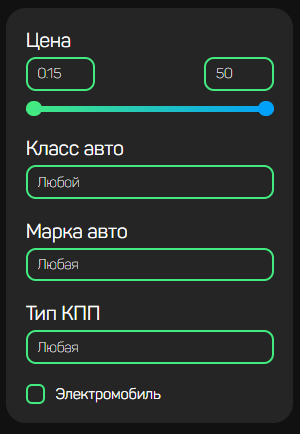 Цена
0.15 50
Класс авто
Любой
Марка авто
Любая
Тип КПП
Любая
Электромобиль